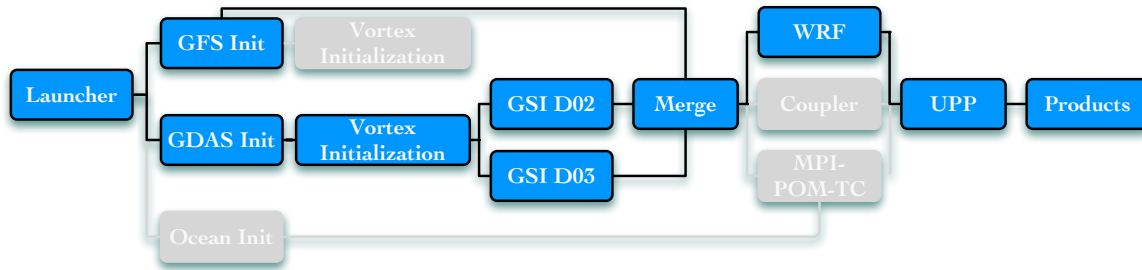 Launcher
GFS Init
Vortex
Initialization
GDAS Init
Vortex
Initialization
Ocean Init
GSI D02
GSI D03
Merge
WRF
Coupler
MPI-
POM-TC
UPP
Products